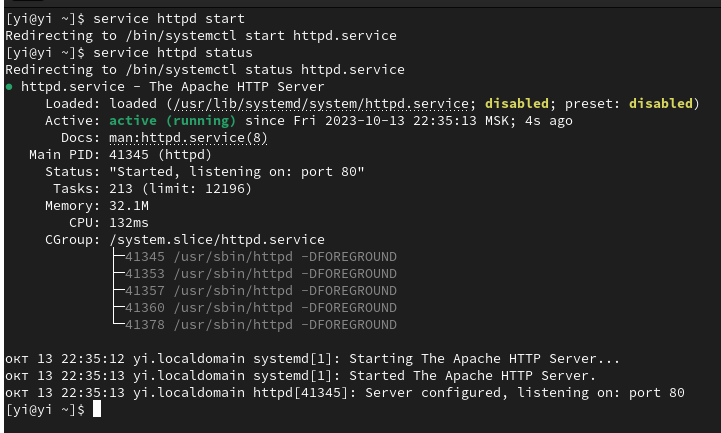 [yi@yi ~]$ service httpd start
Redirecting to /bin/systemctl start httpd.service
[yi@yi ~]$ service httpd status
Redirecting to /bin/systemctl status httpd.service
● httpd.service - The Apache HTTP Server
     Loaded: loaded (/usr/lib/systemd/system/httpd.service; disabled; preset: disabled)
     Active: active (running) since Fri 2023-10-13 22:35:13 MSK; 4s ago
       Docs: man:httpd.service(8)
   Main PID: 41345 (httpd)
     Status: "Started, listening on: port 80"
      Tasks: 213 (limit: 12196)
     Memory: 32.1M
        CPU: 132ms
     CGroup: /system.slice/httpd.service
             ├─41345 /usr/sbin/httpd -DFOREGROUND
             ├─41353 /usr/sbin/httpd -DFOREGROUND
             ├─41357 /usr/sbin/httpd -DFOREGROUND
             ├─41360 /usr/sbin/httpd -DFOREGROUND
             └─41378 /usr/sbin/httpd -DFOREGROUND
окт 13 22:35:12 yi.localdomain systemd[1]: Starting The Apache HTTP Server...
окт 13 22:35:13 yi.localdomain systemd[1]: Started The Apache HTTP Server.
окт 13 22:35:13 yi.localdomain httpd[41345]: Server configured, listening on: port 80
[yi@yi ~]$